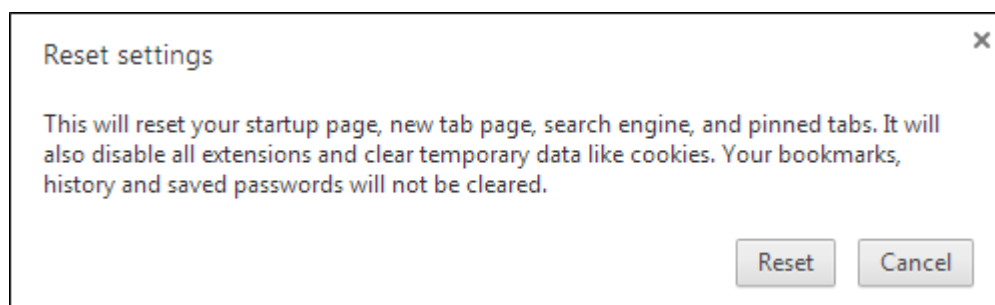 Reset settings
This will reset your startup page, new tab page, search engine, and pinned tabs. It will
also disable all extensions and clear temporary data like cookies. Your bookmarks,
history and saved passwords will not be cleared.
Reset Cancel